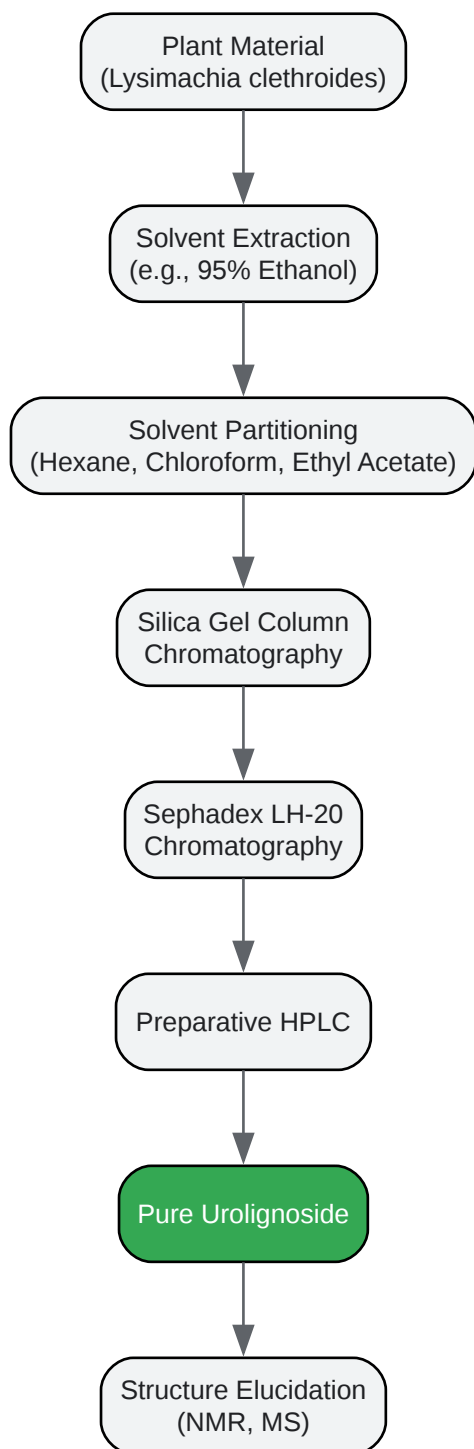 Plant Material
(Lysimachia clethroides)
Solvent Extraction
(e.g., 95% Ethanol)
Solvent Partitioning
(Hexane, Chloroform, Ethyl Acetate)
Silica Gel Column
Chromatography
Sephadex LH-20
Chromatography
Preparative HPLC
Pure Urolignoside
Structure Elucidation
(NMR, MS)